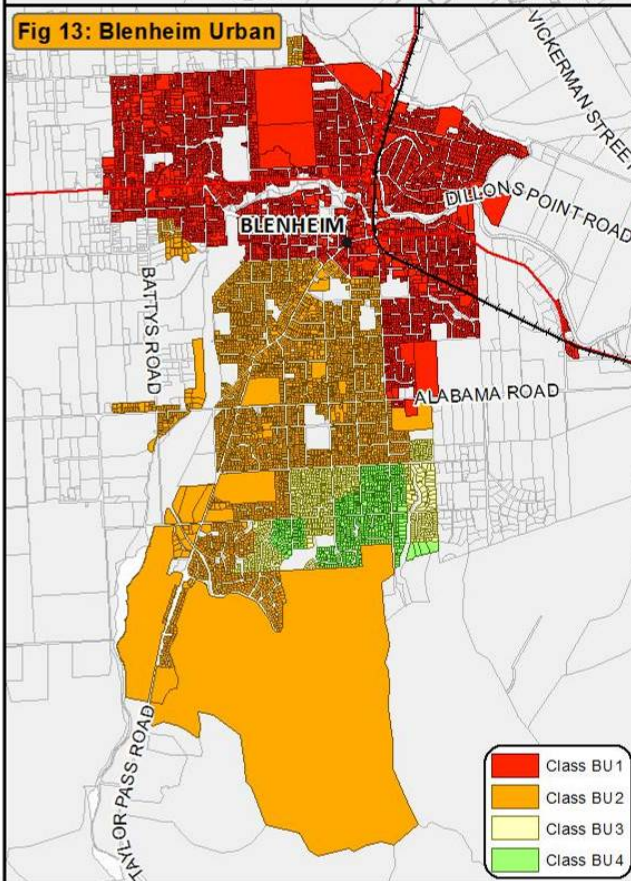 Fig 13: Blenheim Urban
VICKERMAN STREET
DILLONS POINT ROAD
BLENHEIM
BATTYS ROAD
ALABAMA ROAD
TAYLOR PASS ROAD
Class BU1
Class BU2
Class BU3
Class BU4